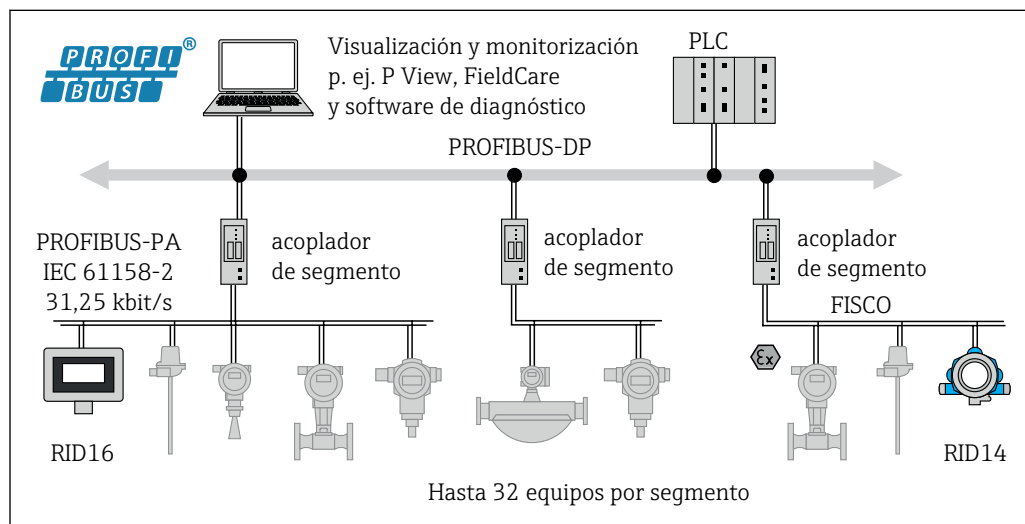 PROFI
BUS
®
Visualización y monitorización
p. ej. P View, FieldCare
y software de diagnóstico
PLC
PROFIBUS-DP
PROFIBUS-PA
IEC 61158-2
31,25 kbit/s
acoplador
de segmento
acoplador
de segmento
acoplador
de segmento
FISCO
Ex
RID16
RID14
Hasta 32 equipos por segmento